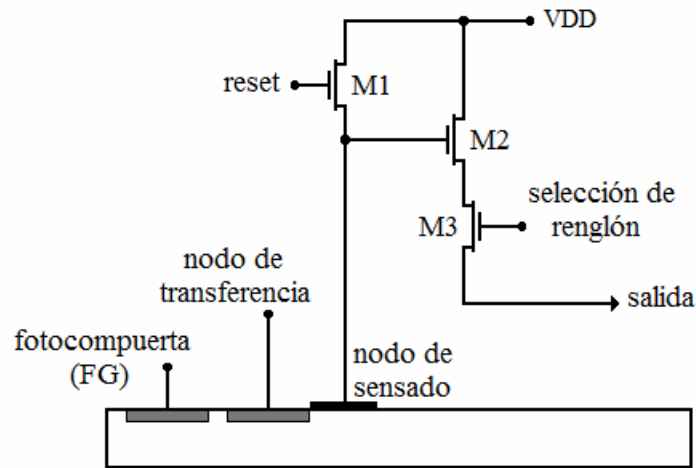 VDD
reset
M1
M2
selección de
renglón
M3
nodo de
transferencia
salida
fotocompuerta
(FG)
nodo de
sensado